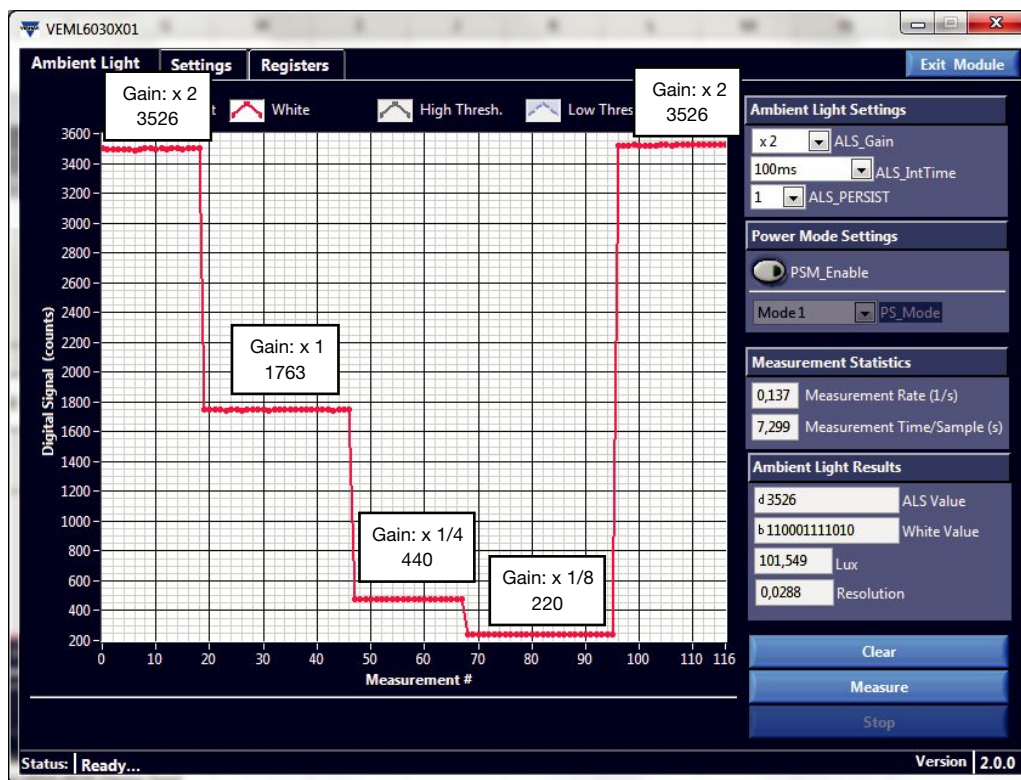 VEML6030X01
Ambient Light Settings Registers Exit Module
Gain: x 2
3526
t White High Thresh. Low Thres
Gain: x 2
3526
Ambient Light Settings
x 2 ALS_Gain
100ms ALS_IntTime
1 ALS_PERSIST
Power Mode Settings
PSM_Enable
Mode 1 PS_Mode
Measurement Statistics
0,137 Measurement Rate (1/s)
7,299 Measurement Time/Sample (s)
Ambient Light Results
d 3526 ALS Value
b 110001111010 White Value
101,549 Lux
0,0288 Resolution
Clear
Measure
Stop
Digital Signal (counts)
3600
3400
3200
3000
2800
2600
2400
2200
2000
1800
1600
1400
1200
1000
800
600
400
200
Gain: x 1
1763
Gain: x 1/4
440
Gain: x 1/8
220
0 10 20 30 40 50 60 70 80 90 100 110 116
Measurement #
Status: Ready... Version 2.0.0